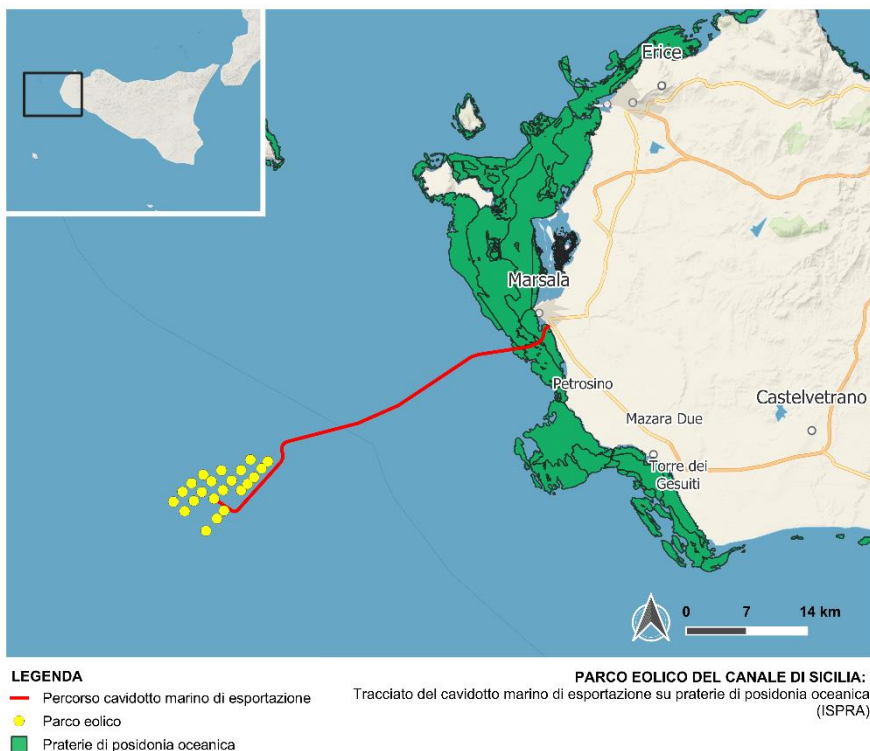 Erice
Marsala
Petrosino
Castelvetrano
Mazara Due
Torre dei
Gesuiti
0 7 14 km
LEGENDA
Percorso cavidotto marino di esportazione
Parco eolico
Praterie di posidonia oceanica
PARCO EOLICO DEL CANALE DI SICILIA:
Tracciato del cavidotto marino di esportazione su praterie di posidonia oceanica
(ISPRA)